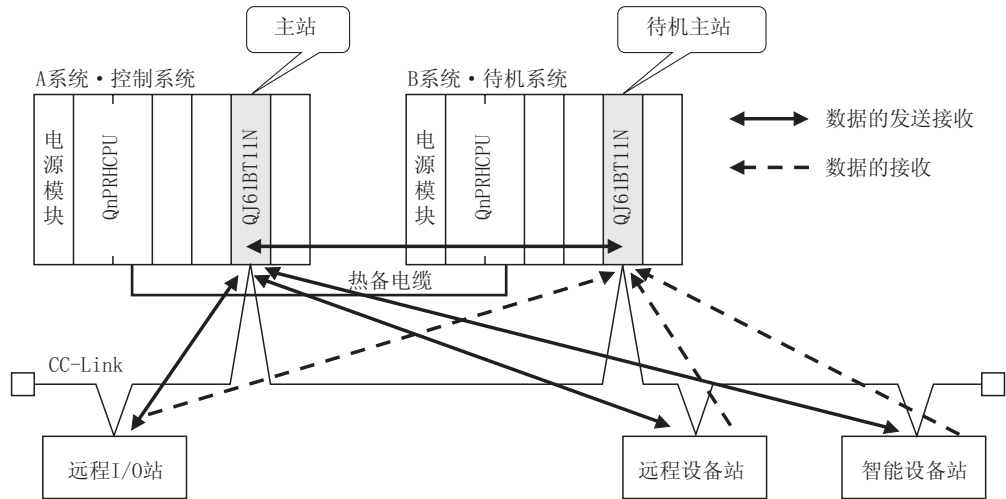 主站
待机主站
A系统·控制系统
B系统·待机系统
电源模块
QnPRHCPU
QJ61BT11N
电源模块
QnPRHCPU
QJ61BT11N
数据的发送接收
数据的接收
热备电缆
CC-Link
远程I/O站
远程设备站
智能设备站